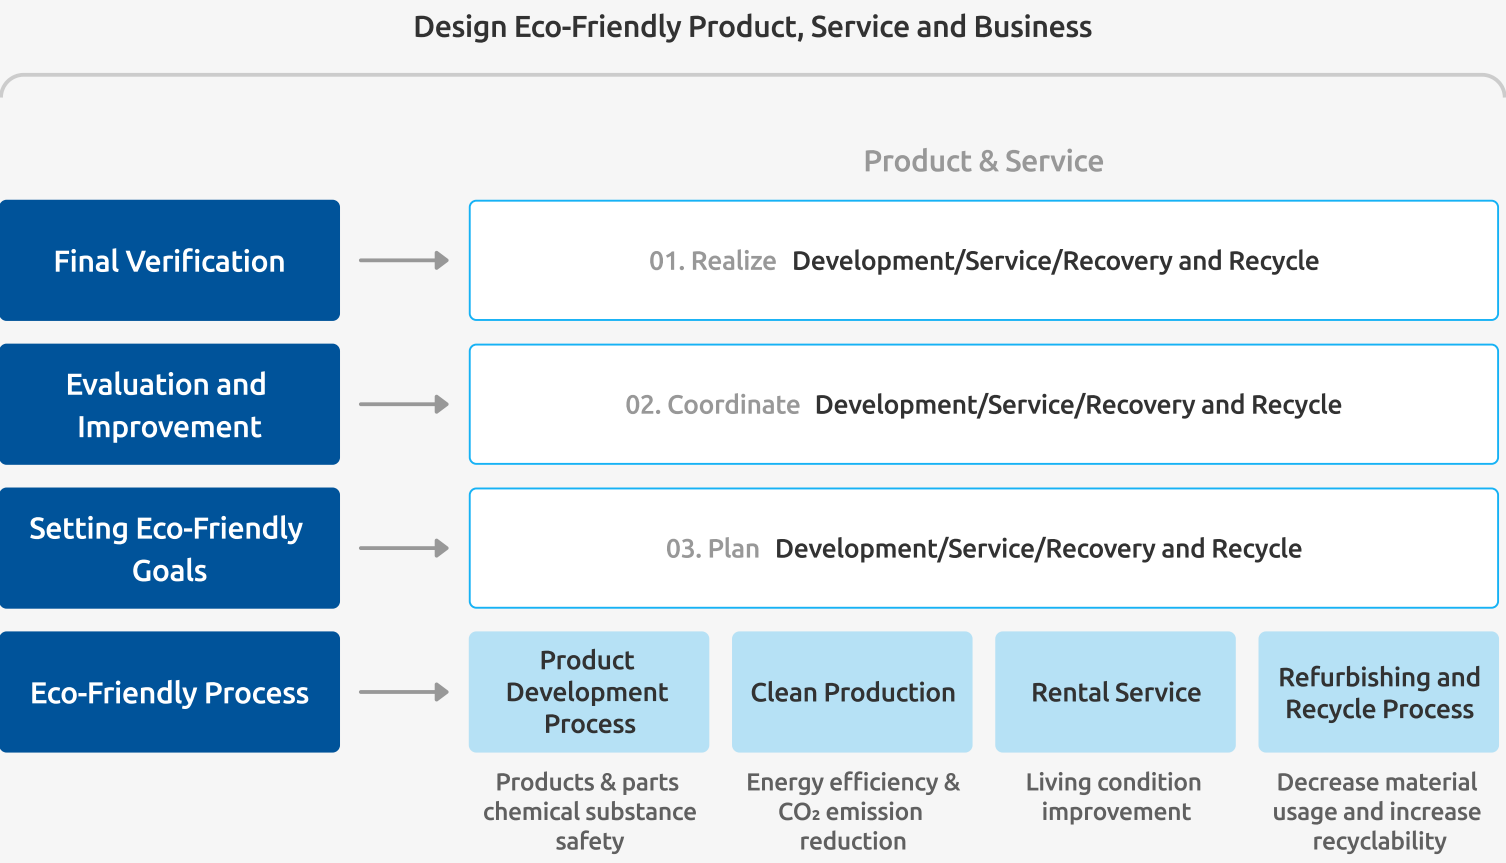 Design Eco-Friendly Product, Service and Business
Product & Service
Final Verification
01. Realize Development/Service/Recovery and Recycle
Evaluation and
Improvement
02. Coordinate Development/Service/Recovery and Recycle
Setting Eco-Friendly
Goals
03. Plan Development/Service/Recovery and Recycle
Eco-Friendly Process
Product
Development
Process
Clean Production
Rental Service
Refurbishing and
Recycle Process
Products & parts
chemical substance
safety
Energy efficiency &
CO₂ emission
reduction
Living condition
improvement
Decrease material
usage and increase
recyclability